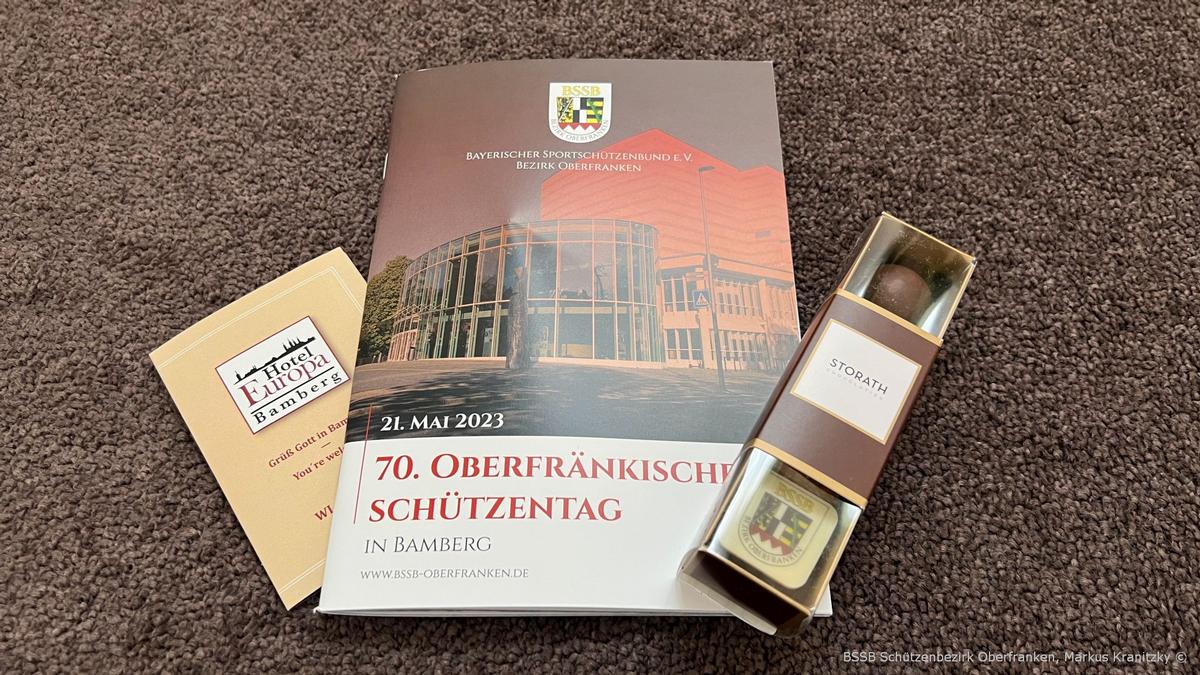 BSSB
BEZIRK OBERFRANKEN
BAYERISCHER SPORTSCHÜTZENBUND E.V.
BEZIRK OBERFRANKEN
21. MAI 2023
70. OBERFRÄNKISCHE
SCHÜTZENTAG
IN BAMBERG
WWW.BSSB-OBERFRANKEN.DE
Hotel
Europa
Bamberg
Grüß Gott in Bam
You're wel
WI
STORATH
CHOCOLATIER
BSSB
BEZIRK OBERFRANKEN
BSSB Schützenbezirk Oberfranken, Markus Kranitzky ©